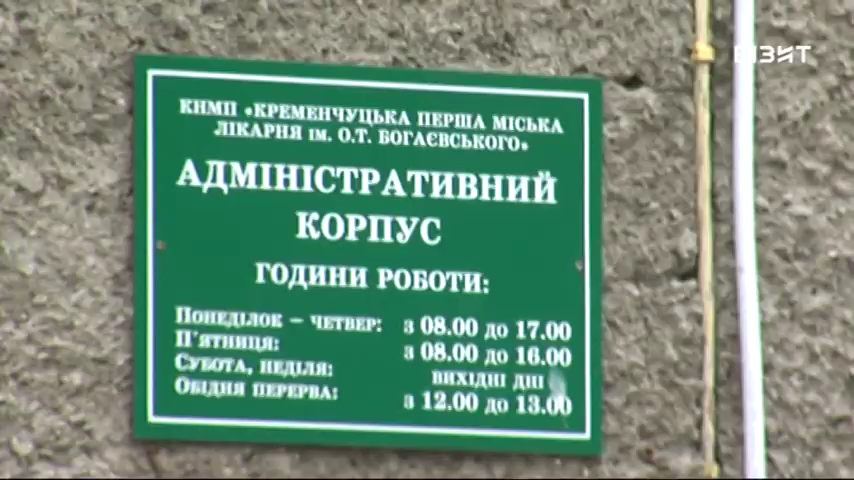 ВІЗИТ
КНМП «КРЕМЕНЧУЦЬКА ПЕРША МІСЬКА
ЛІКАРНЯ ім. О.Т. БОГАЄВСЬКОГО»
АДМІНІСТРАТИВНИЙ
КОРПУС
ГОДИНИ РОБОТИ:
ПОНЕДІЛОК – ЧЕТВЕР: з 08.00 до 17.00
П'ЯТНИЦЯ: з 08.00 до 16.00
СУБОТА, НЕДІЛЯ: ВИХІДНІ ДНІ
ОБІДНЯ ПЕРЕРВА: з 12.00 до 13.00